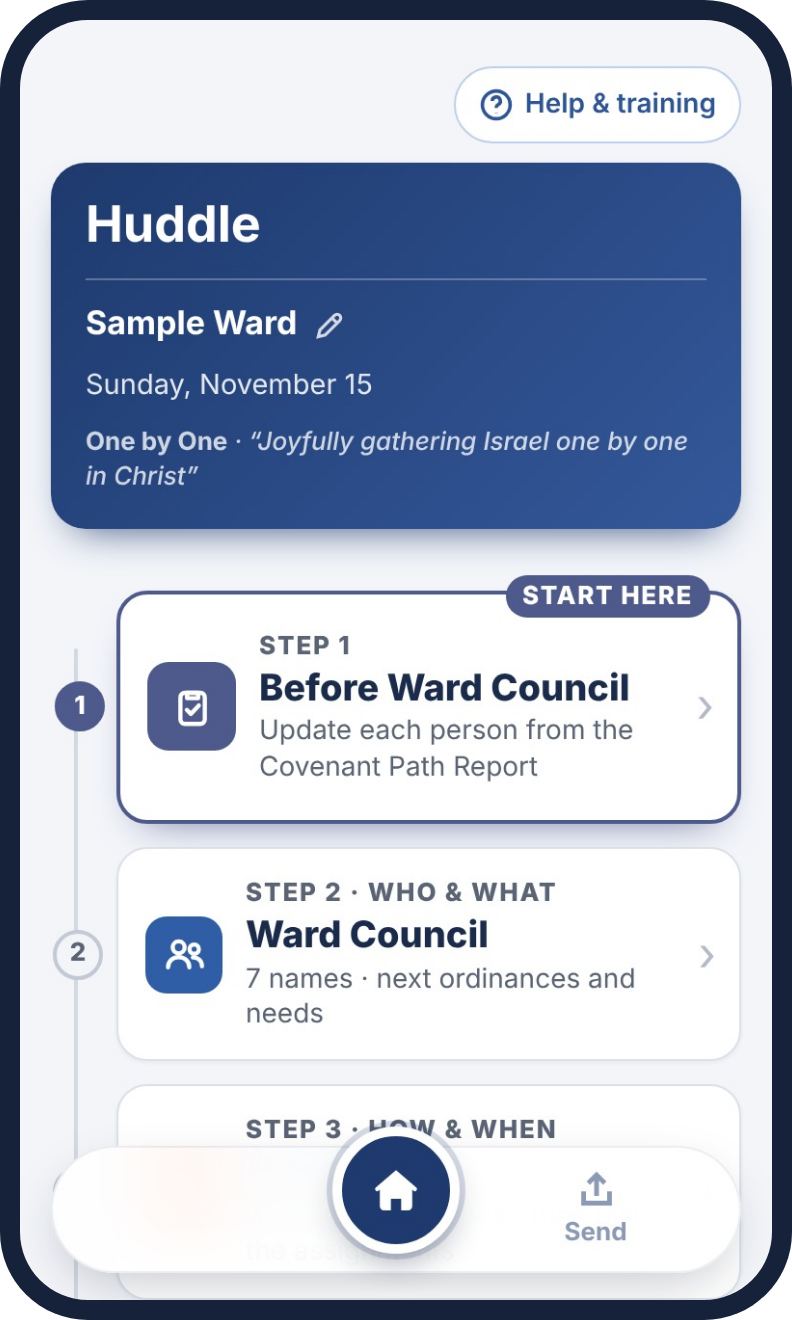 Help & training
Huddle
Sample Ward
Sunday, November 15
One by One · “Joyfully gathering Israel one by one
in Christ”
START HERE
STEP 1
1
Before Ward Council
Update each person from the
Covenant Path Report
STEP 2 · WHO & WHAT
2
Ward Council
7 names · next ordinances and
needs
STEP 3 · HOW & WHEN
Send